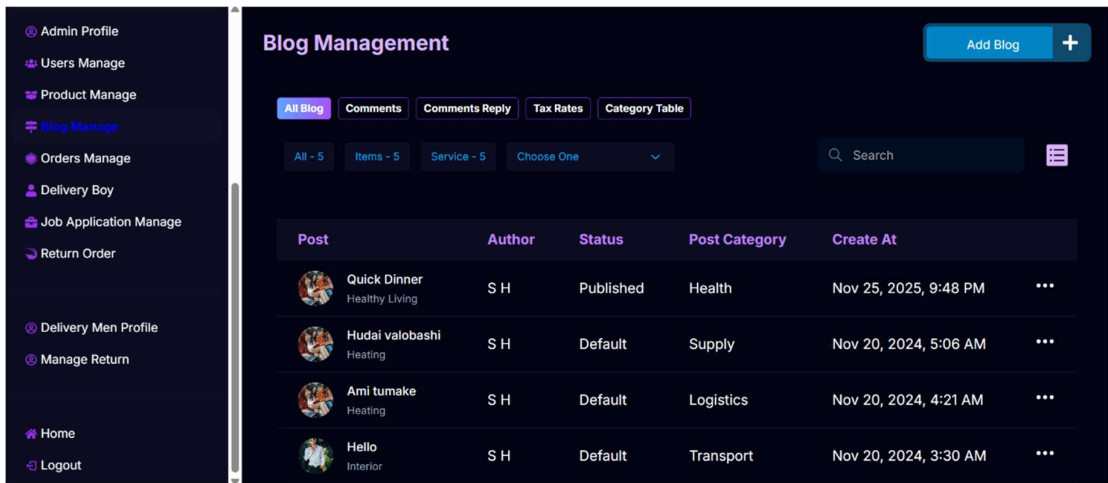 Admin Profile
Users Manage
Product Manage
Blog Manage
Orders Manage
Delivery Boy
Job Application Manage
Return Order
Delivery Men Profile
Manage Return
Home
Logout
Blog Management
Add Blog +
All Blog Comments Comments Reply Tax Rates Category Table
All - 5 Items - 5 Service - 5 Choose One Search
Post Author Status Post Category Create At
Quick Dinner
Healthy Living
S H Published Health Nov 25, 2025, 9:48 PM
Hudai valobashi
Heating
S H Default Supply Nov 20, 2024, 5:06 AM
Ami tumake
Heating
S H Default Logistics Nov 20, 2024, 4:21 AM
Hello
Interior
S H Default Transport Nov 20, 2024, 3:30 AM